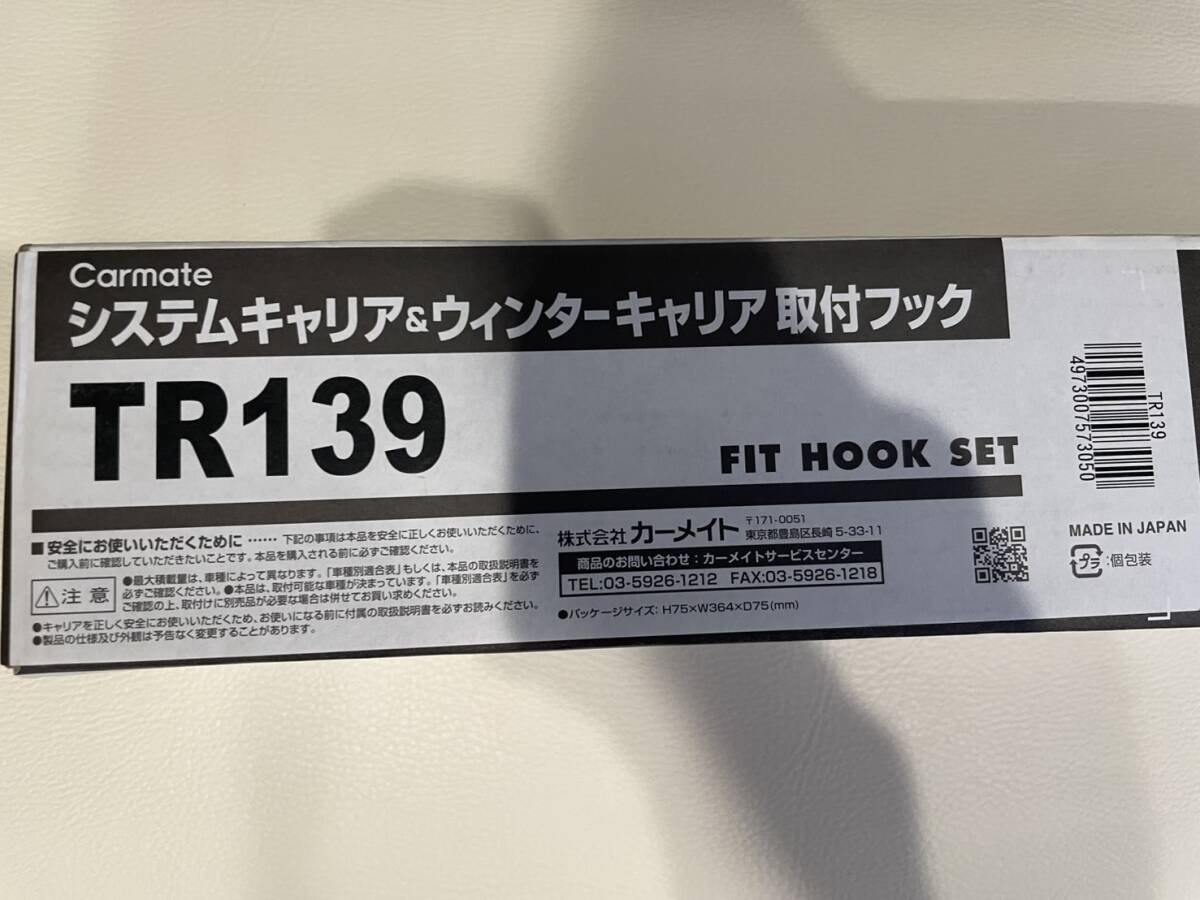 Carmate
システムキャリア&ウィンターキャリア 取付フック
TR139
FIT HOOK SET
■安全にお使いいただくために …… 下記の事項は本品を安全に正しくお使いいただくために、
ご購入前に確認していただきたいことです。本品を購入される前に必ずご確認ください。
注意
●最大積載量は、車種によって異なります。「車種別適合表」もしくは、本品の取扱説明書を
必ずご確認ください。●本品は、取付可能な車種が決まっています。「車種別適合表」を必ず
ご確認の上、取付けに別売品が必要な場合は併せてお買い求めください。
●キャリアを正しく安全にお使いいただくため、お使いになる前に付属の取扱説明書を必ずお読みください。
●製品の仕様及び外観は予告なく変更することがあります。
株式会社 カーメイト
〒171-0051
東京都豊島区長崎 5-33-11
商品のお問い合わせ:カーメイトサービスセンター
TEL:03-5926-1212 FAX:03-5926-1218
●パッケージサイズ: H75×W364×D75(mm)
TR139
4973007573050
MADE IN JAPAN
プラ :個包装